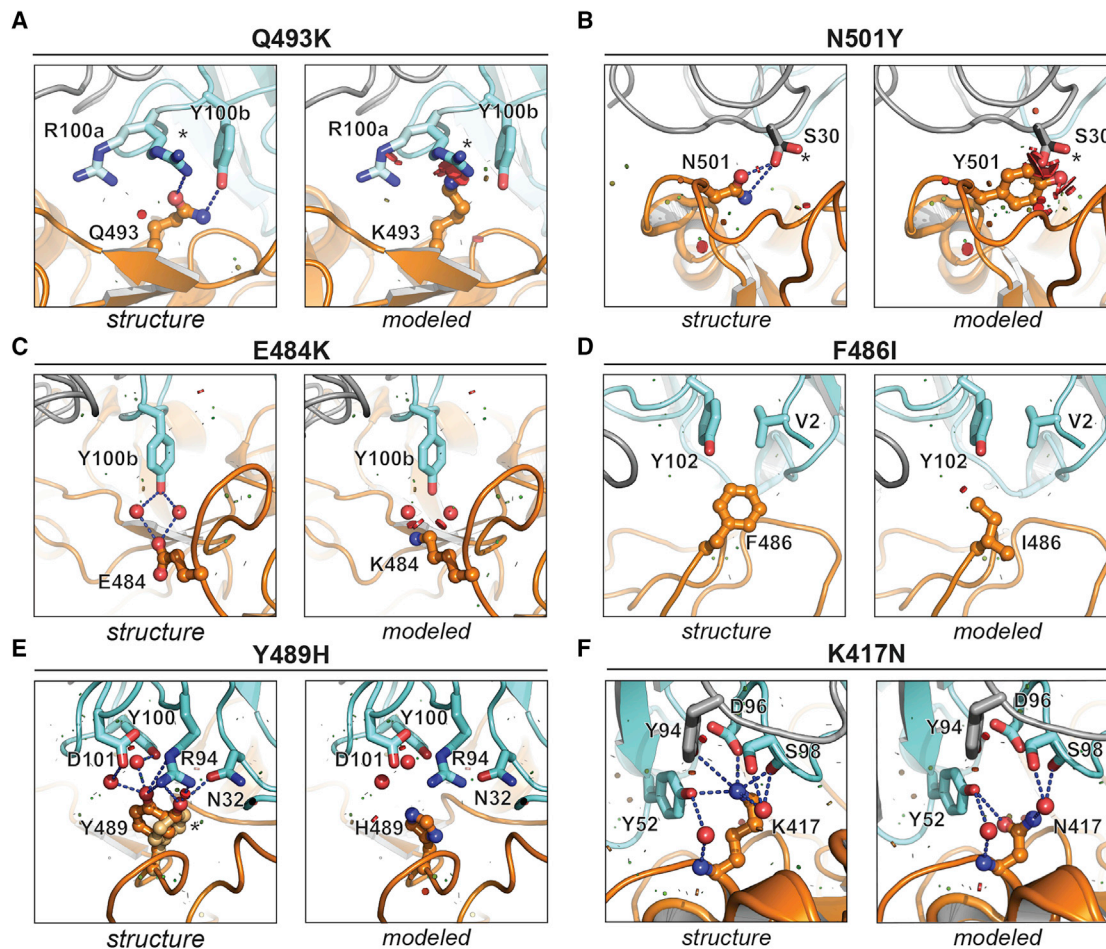 A
Q493K
R100a
Y100b
*
Q493
structure
R100a
Y100b
*
K493
modeled
B
N501Y
S30
N501
*
structure
S30
Y501
*
modeled
C
E484K
Y100b
E484
structure
Y100b
K484
modeled
D
F486I
V2
Y102
F486
structure
V2
Y102
I486
modeled
E
Y489H
Y100
D101
R94
N32
Y489
*
structure
Y100
D101
R94
N32
H489
modeled
F
K417N
D96
Y94
S98
Y52
K417
structure
D96
Y94
S98
Y52
N417
modeled